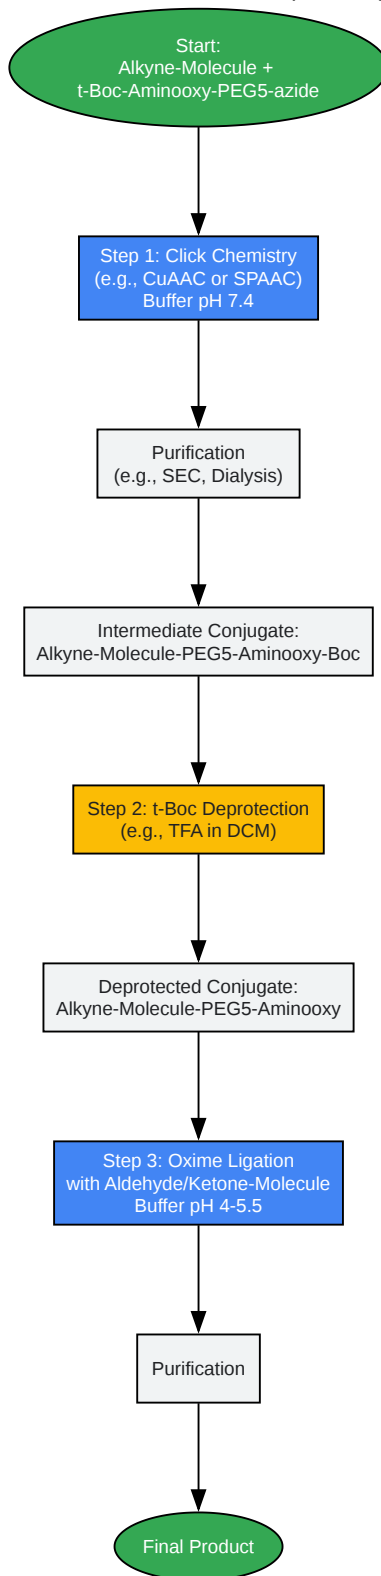 Start:
Alkyne-Molecule +
t-Boc-Aminooxy-PEG5-azide
Step 1: Click Chemistry
(e.g., CuAAC or SPAAC)
Buffer pH 7.4
Purification
(e.g., SEC, Dialysis)
Intermediate Conjugate:
Alkyne-Molecule-PEG5-Aminooxy-Boc
Step 2: t-Boc Deprotection
(e.g., TFA in DCM)
Deprotected Conjugate:
Alkyne-Molecule-PEG5-Aminooxy
Step 3: Oxime Ligation
with Aldehyde/Ketone-Molecule
Buffer pH 4-5.5
Purification
Final Product